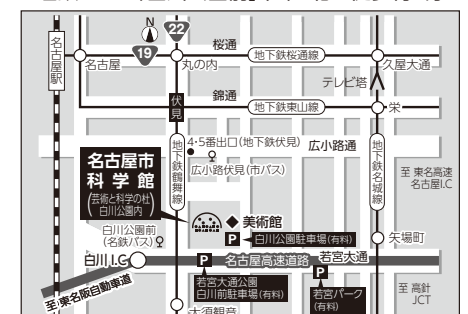 N
22
19
桜通
名古屋駅
名古屋
丸の内
地下鉄桜通線
久屋大通
テレビ塔
錦通
伏見
地下鉄東山線
栄
4・5番出口(地下鉄伏見)
広小路通
広小路伏見(市バス)
地下鉄鶴舞線
地下鉄名城線
至 東名高速
名古屋I.C
名古屋市
科学館
(芸術と科学の杜
白川公園内)
美術館
P
白川公園駐車場(有料)
白川公園前
(名鉄バス)
矢場町
白川I.C
名古屋高速道路
若宮大通
至東名阪自動車道
P
若宮大通公園
白川前駐車場(有料)
P
若宮パーク
(有料)
至 高針
JCT
大須観音